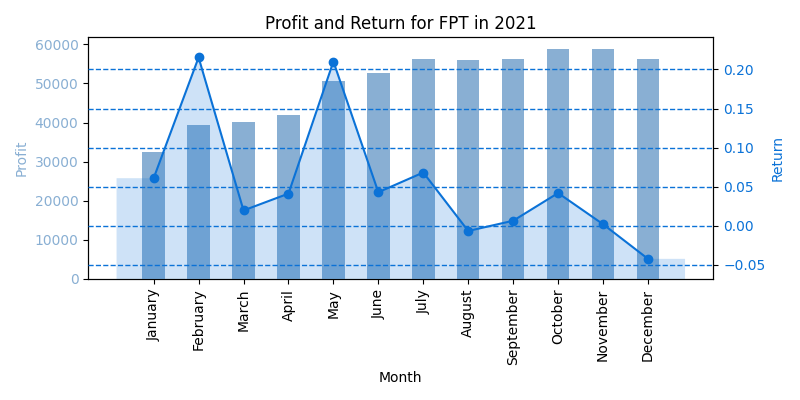 Profit and Return for FPT in 2021
Profit
60000
50000
40000
30000
20000
10000
0
0.20
0.15
0.10
0.05
0.00
−0.05
Return
January
February
March
April
May
June
July
August
September
October
November
December
Month